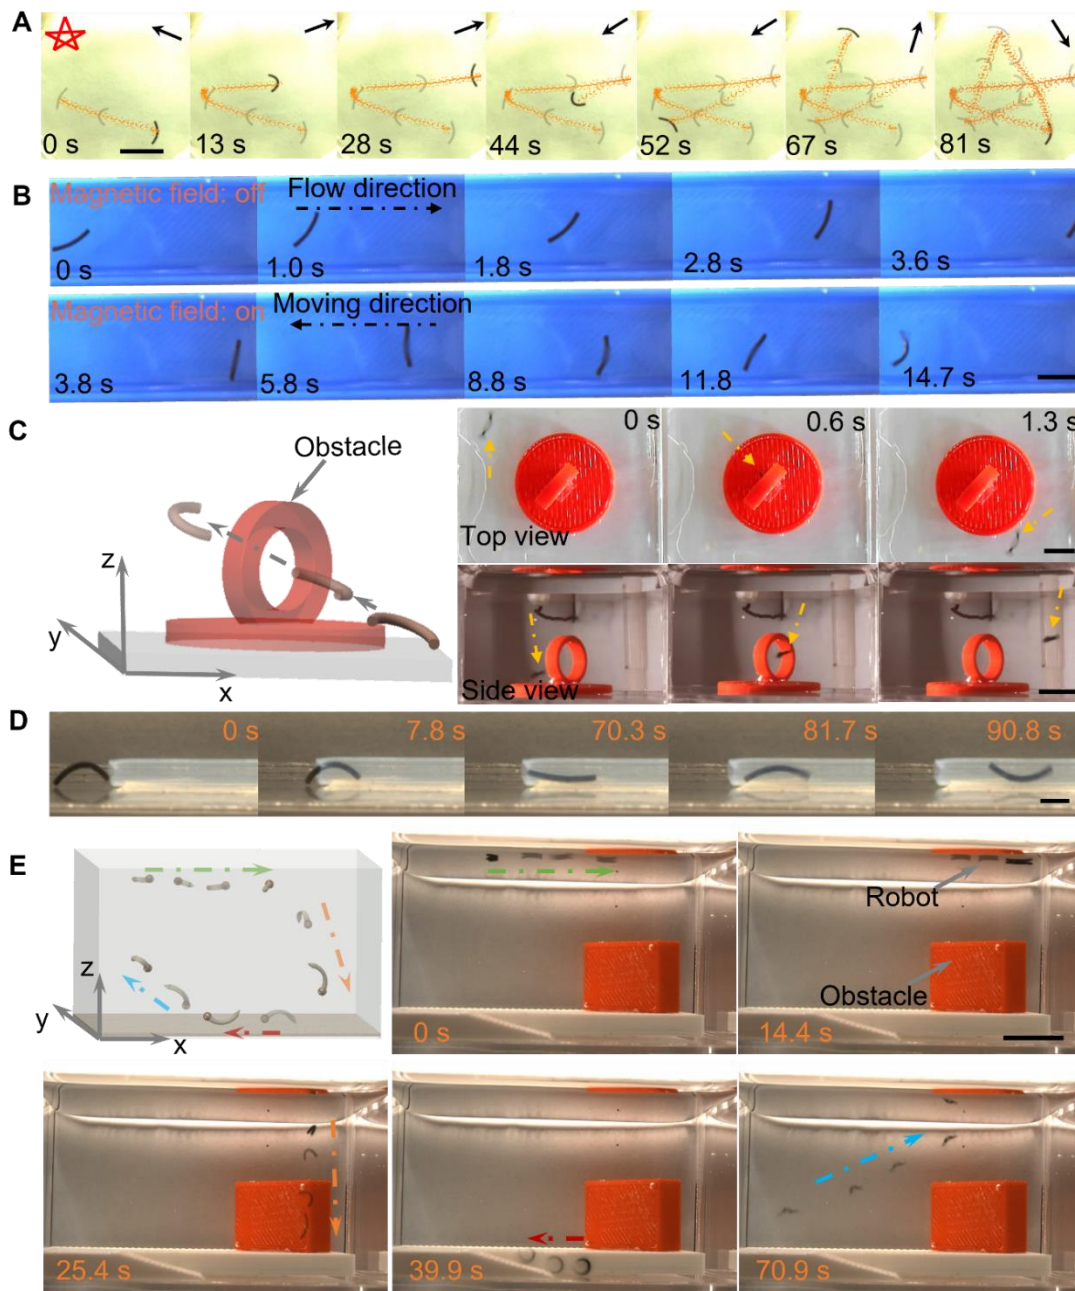 A
0 s
13 s
28 s
44 s
52 s
67 s
81 s
B
Magnetic field: off
Flow direction
0 s
1.0 s
1.8 s
2.8 s
3.6 s
Magnetic field: on
Moving direction
3.8 s
5.8 s
8.8 s
11.8
14.7 s
C
Obstacle
z
y
x
0 s
0.6 s
1.3 s
Top view
Side view
D
0 s
7.8 s
70.3 s
81.7 s
90.8 s
E
z
y
x
0 s
Robot
Obstacle
14.4 s
25.4 s
39.9 s
70.9 s